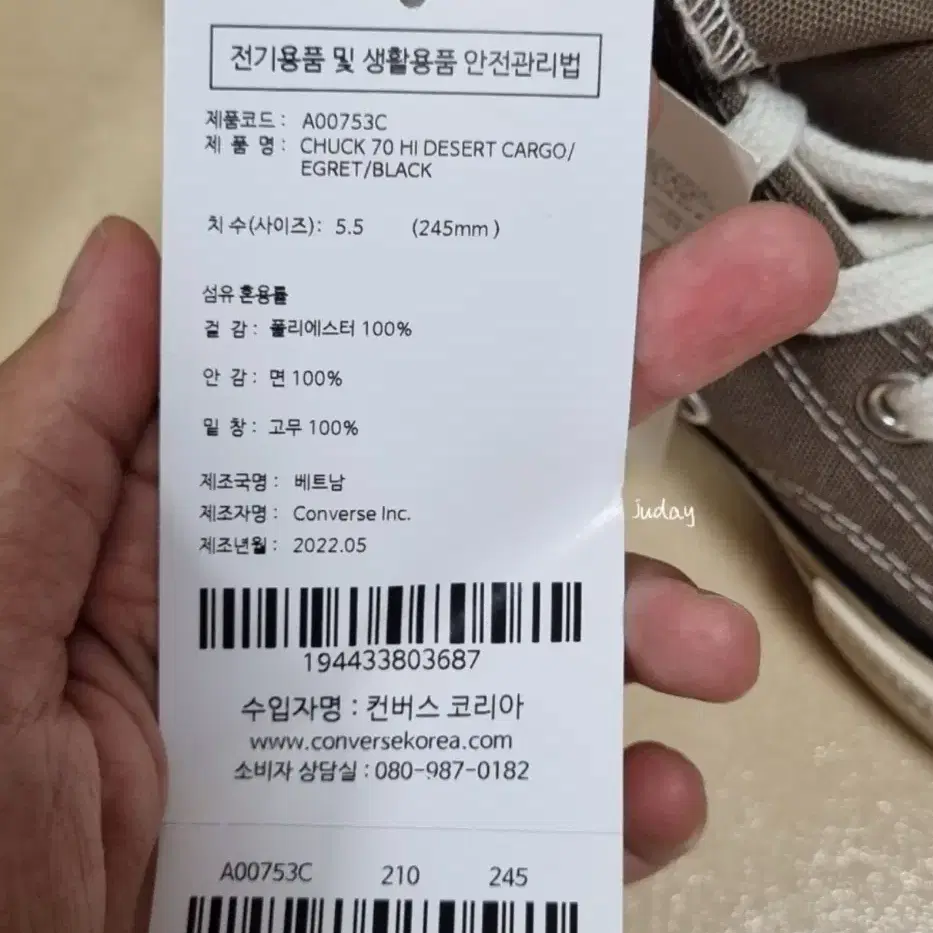 전기용품 및 생활용품 안전관리법
제품코드 : A00753C
제 품 명 : CHUCK 70 HI DESERT CARGO/
EGRET/BLACK
치 수(사이즈) : 5.5 (245mm )
섬유 혼용률
겉 감 : 폴리에스터 100%
안 감 : 면 100%
밑 창 : 고무 100%
제조국명 : 베트남
제조자명 : Converse Inc.
제조년월 : 2022.05
194433803687
수입자명 : 컨버스 코리아
www.conversekorea.com
소비자 상담실 : 080-987-0182
A00753C 210 245
juday